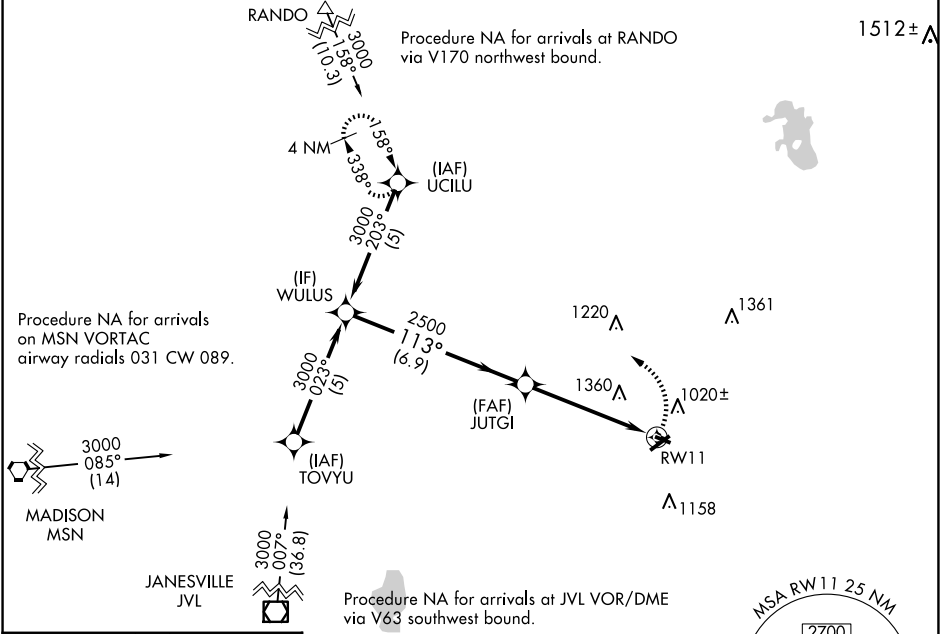 RANDO
3000
158°
(10.3)
Procedure NA for arrivals at RANDO
via V170 northwest bound.
1512±
4 NM
158°
338°
(IAF)
UCILU
3000
203°
(5)
(IF)
WULUS
Procedure NA for arrivals
on MSN VORTAC
airway radials 031 CW 089.
2500
113°
(6.9)
1220
1361
3000
023°
(5)
(FAF)
JUTGI
1360
1020±
RW11
(IAF)
TOVYU
3000
085°
(14)
MADISON
MSN
1158
3000
007°
(36.8)
JANESVILLE
JVL
Procedure NA for arrivals at JVL VOR/DME
via V63 southwest bound.
MSA RW11 25 NM
2700